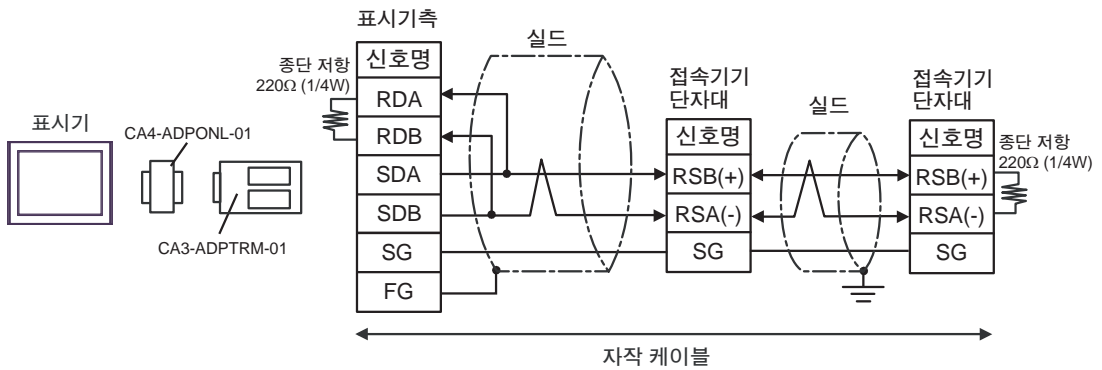 표시기
CA4-ADPONL-01
CA3-ADPTRM-01
종단 저항
220Ω (1/4W)
표시기측
신호명
RDA
RDB
SDA
SDB
SG
FG
실드
접속기기
단자대
신호명
RSB(+)
RSA(-)
SG
실드
접속기기
단자대
신호명
RSB(+)
RSA(-)
SG
종단 저항
220Ω (1/4W)
자작 케이블